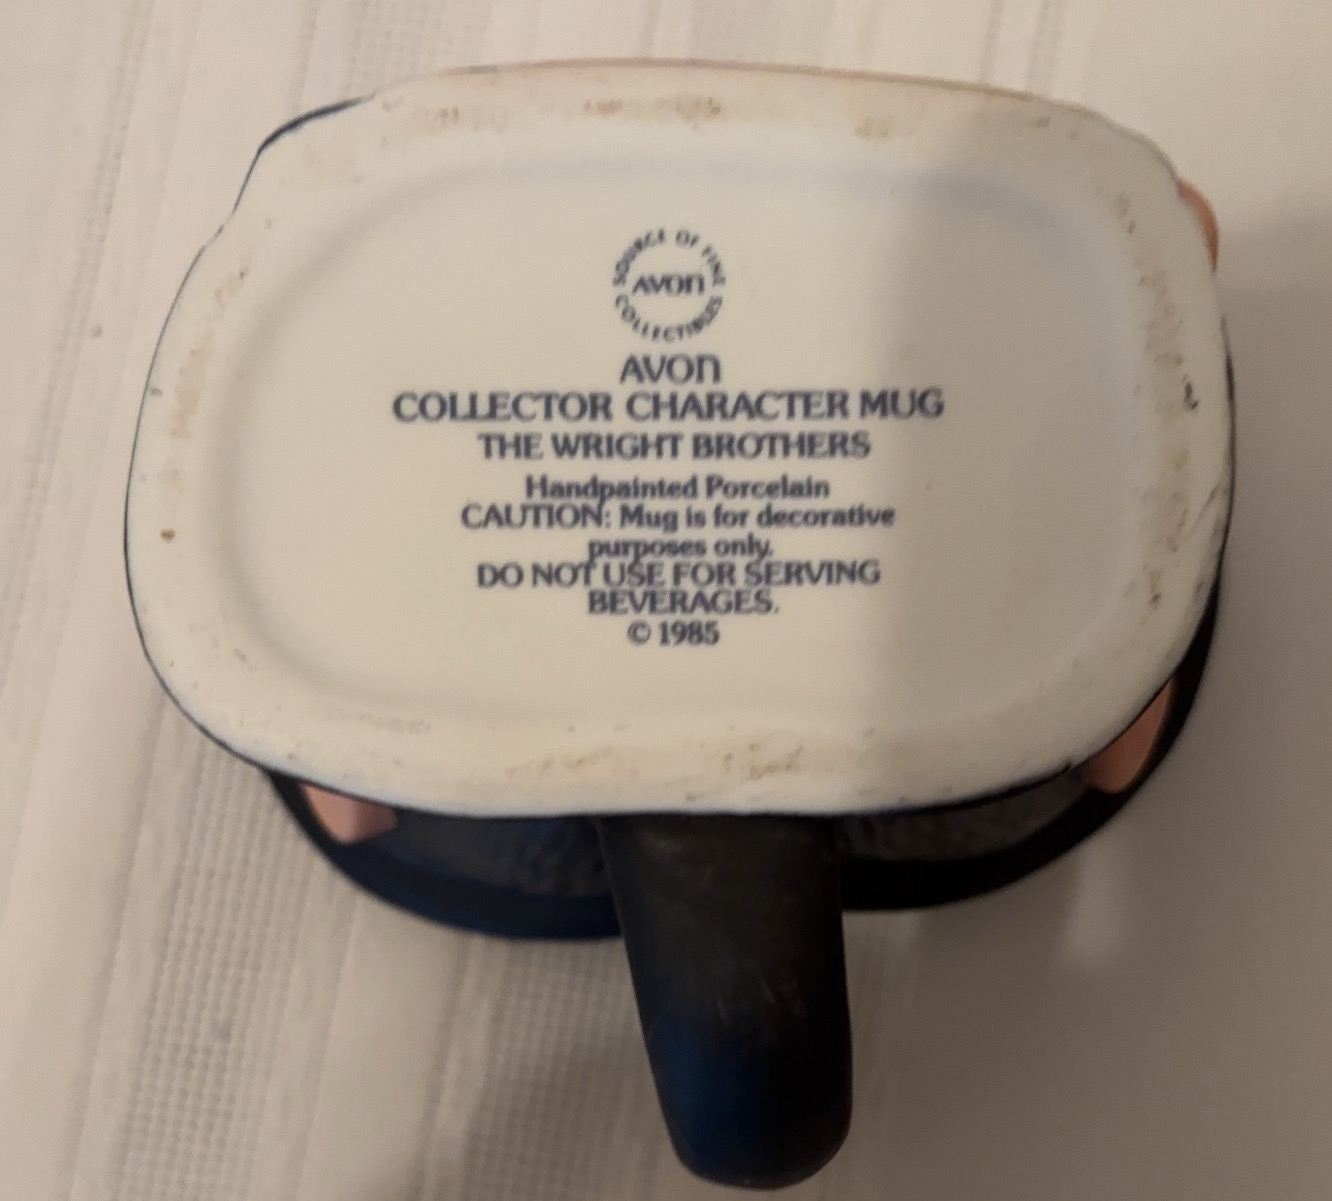 SOURCE OF FINE COLLECTIBLES
AVON
AVON
COLLECTOR CHARACTER MUG
THE WRIGHT BROTHERS
Handpainted Porcelain
CAUTION: Mug is for decorative
purposes only.
DO NOT USE FOR SERVING
BEVERAGES.
© 1985